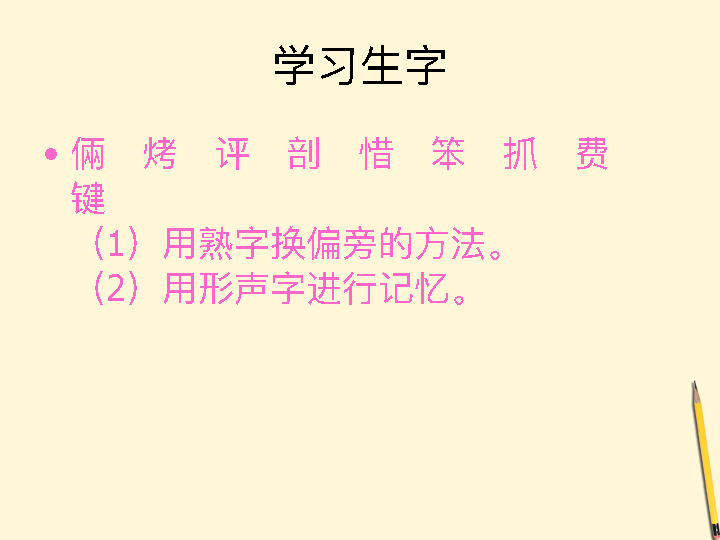 学习生字
• 俩 烤 评 剖 惜 笨 抓 费
键
（1）用熟字换偏旁的方法。
（2）用形声字进行记忆。